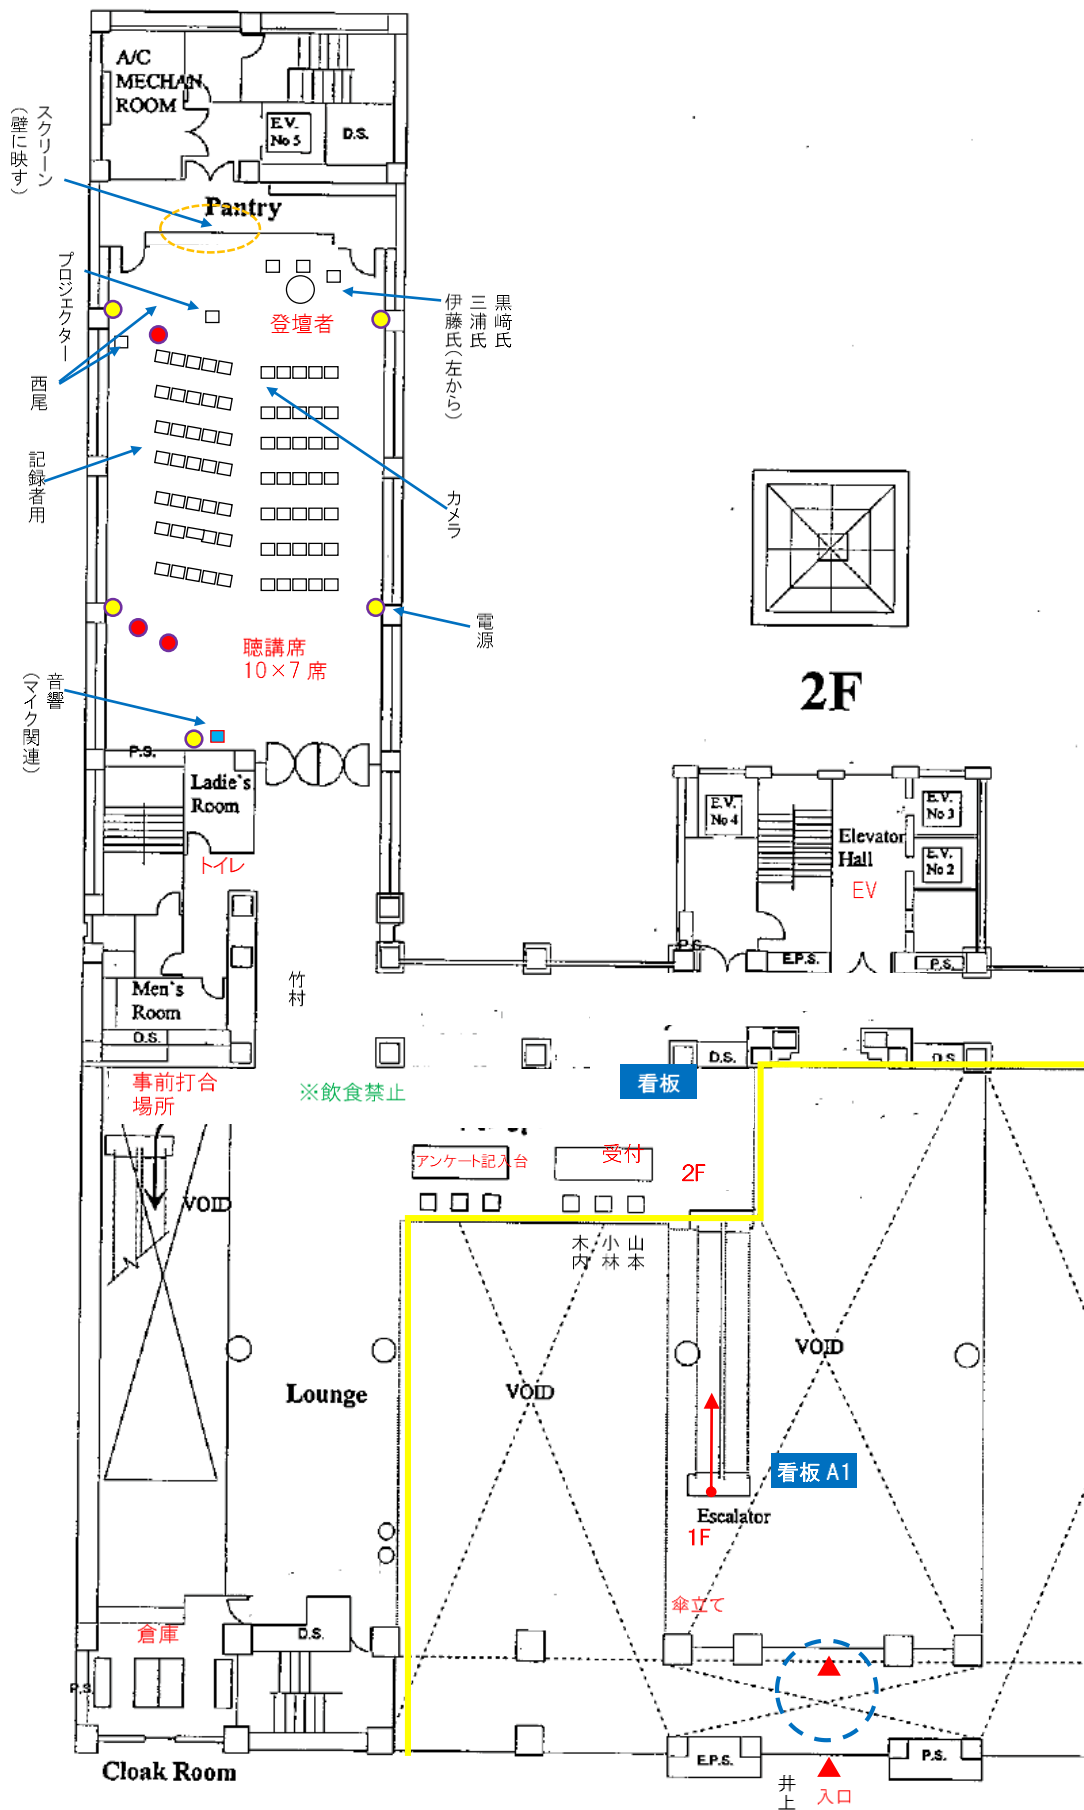 A/C
MECHAN
ROOM
E.V.
No 5
D.S.
スクリーン
(壁に映す)
Pantry
プロジェクター
登壇者
黒﨑氏
三浦氏
伊藤氏(左から)
西尾
記録者用
カメラ
電源
聴講席
10×7 席
2F
音響
(マイク関連)
P.S.
Ladie's
Room
トイレ
E.V.
No 4
Elevator
Hall
EV
E.V.
No 3
E.V.
No 2
P.S.
E.P.S.
P.S.
竹村
Men's
Room
D.S.
D.S.
D.S.
事前打合
場所
※飲食禁止
看板
アンケート記入台
受付
2F
VOID
木内
小林
山本
VOID
Lounge
VOID
看板 A1
Escalator
1F
傘立て
倉庫
D.S.
P.S.
Cloak Room
E.P.S.
P.S.
井上
入口